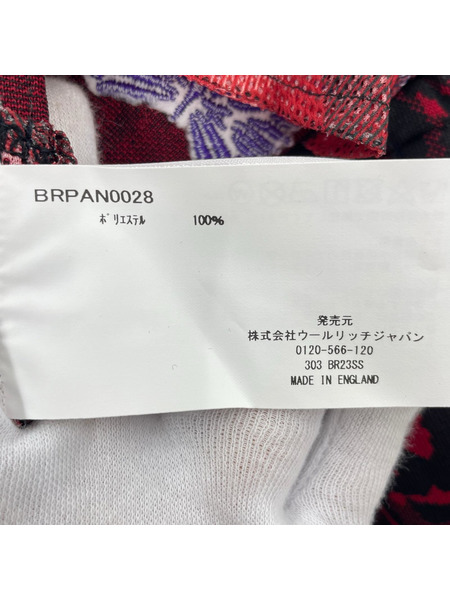 BRPAN0028
ﾎﾟﾘｴｽﾃﾙ 100%
発売元
株式会社ウールリッチジャパン
0120-566-120
303 BR23SS
MADE IN ENGLAND